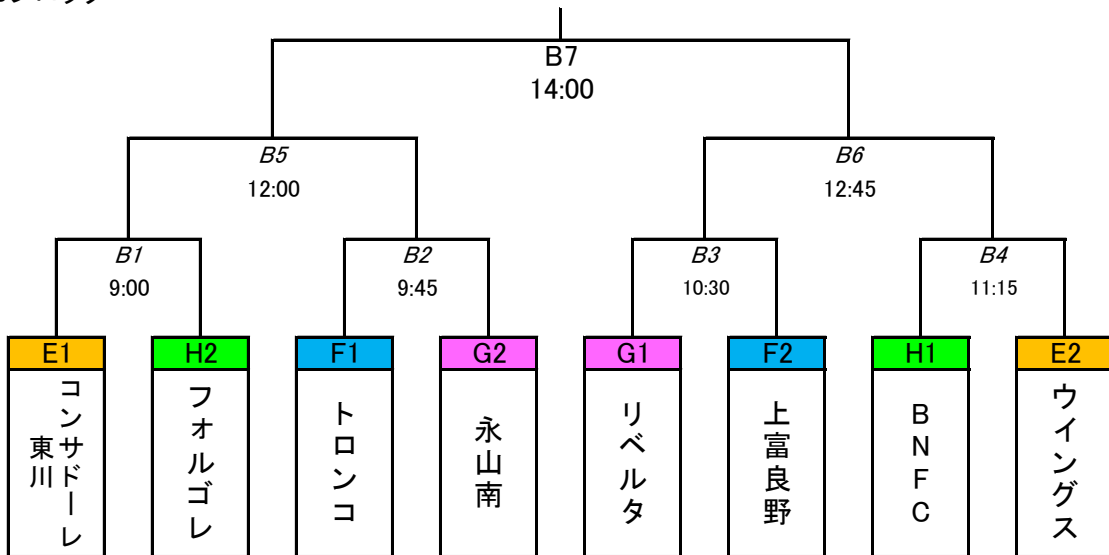 B7
14:00
B5
12:00
B6
12:45
B1
9:00
B2
9:45
B3
10:30
B4
11:15
E1
H2
F1
G2
G1
F2
H1
E2
コンサドーレ
東川
フォルゴレ
トロンコ
永山南
リベルタ
上富良野
BNFC
ウイングス